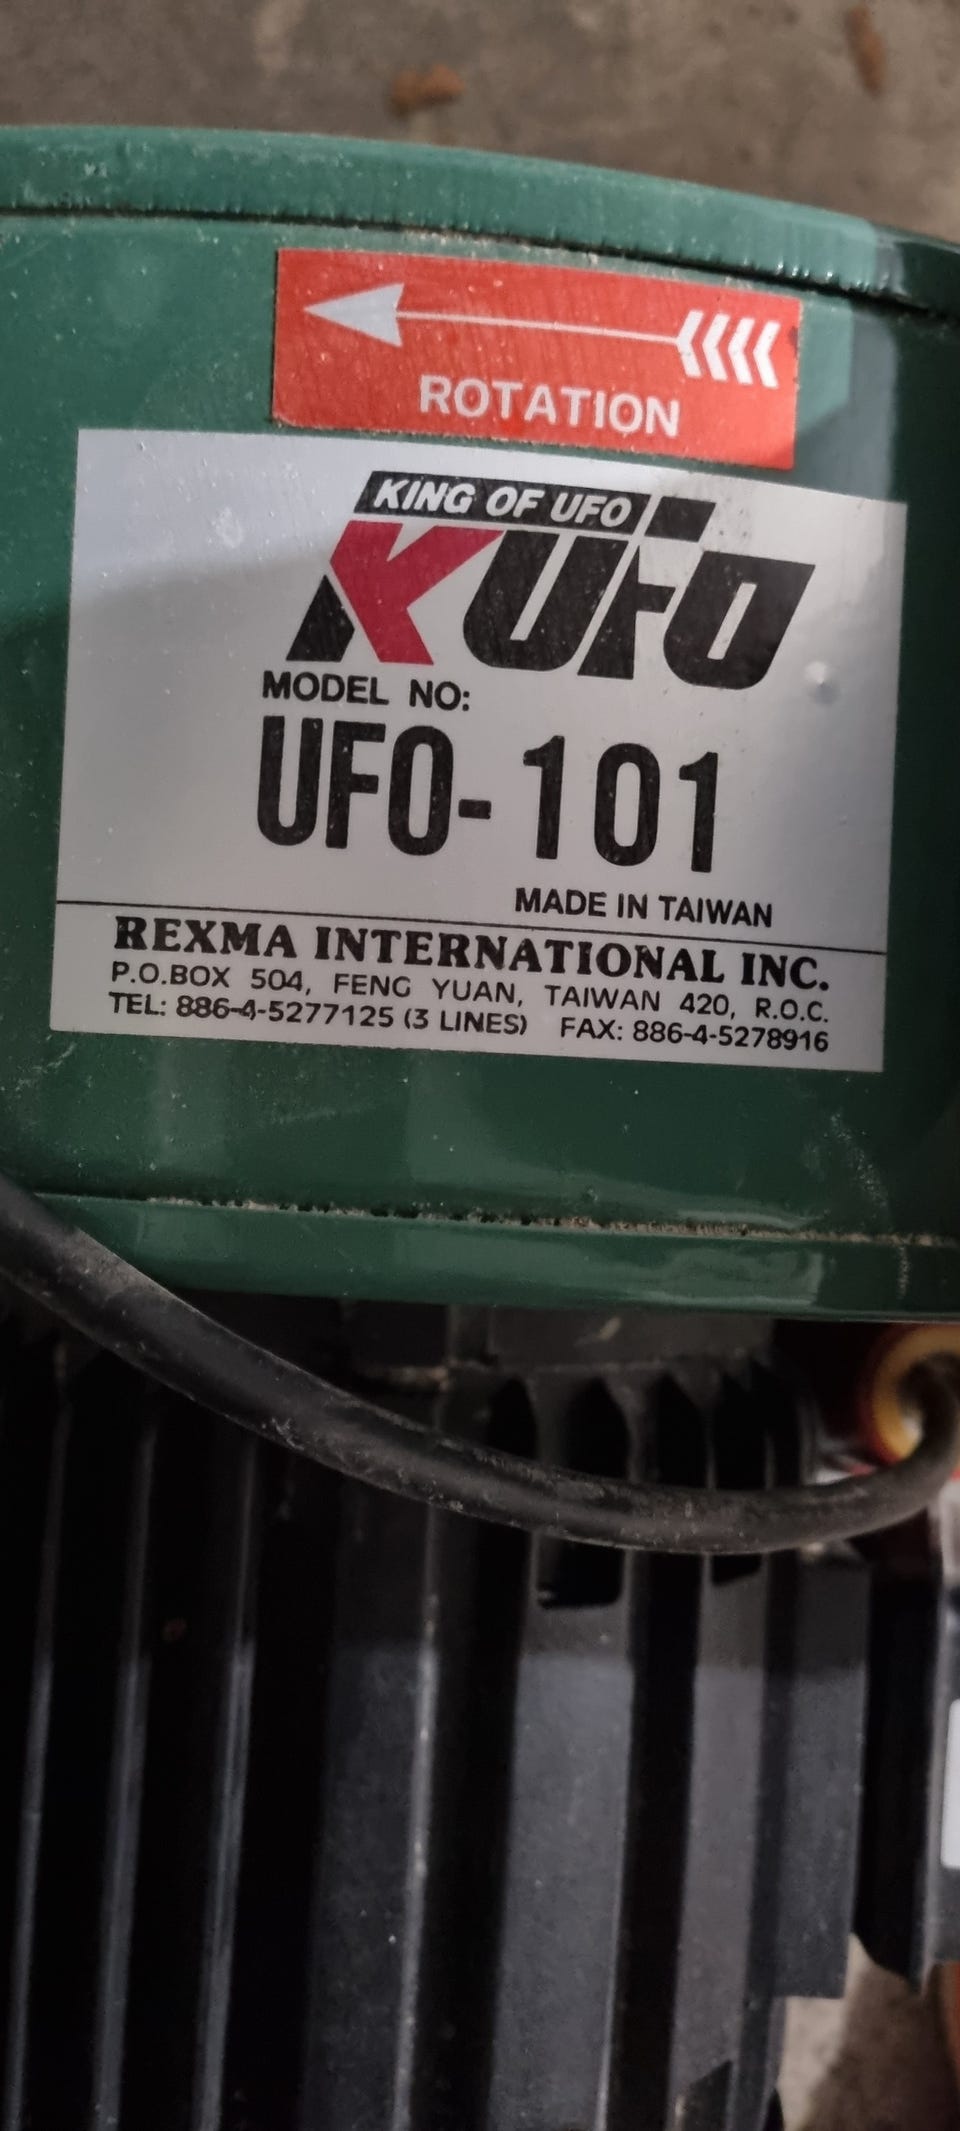 ROTATION
KING OF UFO
KUFO
MODEL NO:
UFO-101
MADE IN TAIWAN
REXMA INTERNATIONAL INC.
P.O.BOX 504, FENG YUAN, TAIWAN 420, R.O.C.
TEL: 886-4-5277125 (3 LINES) FAX: 886-4-5278916